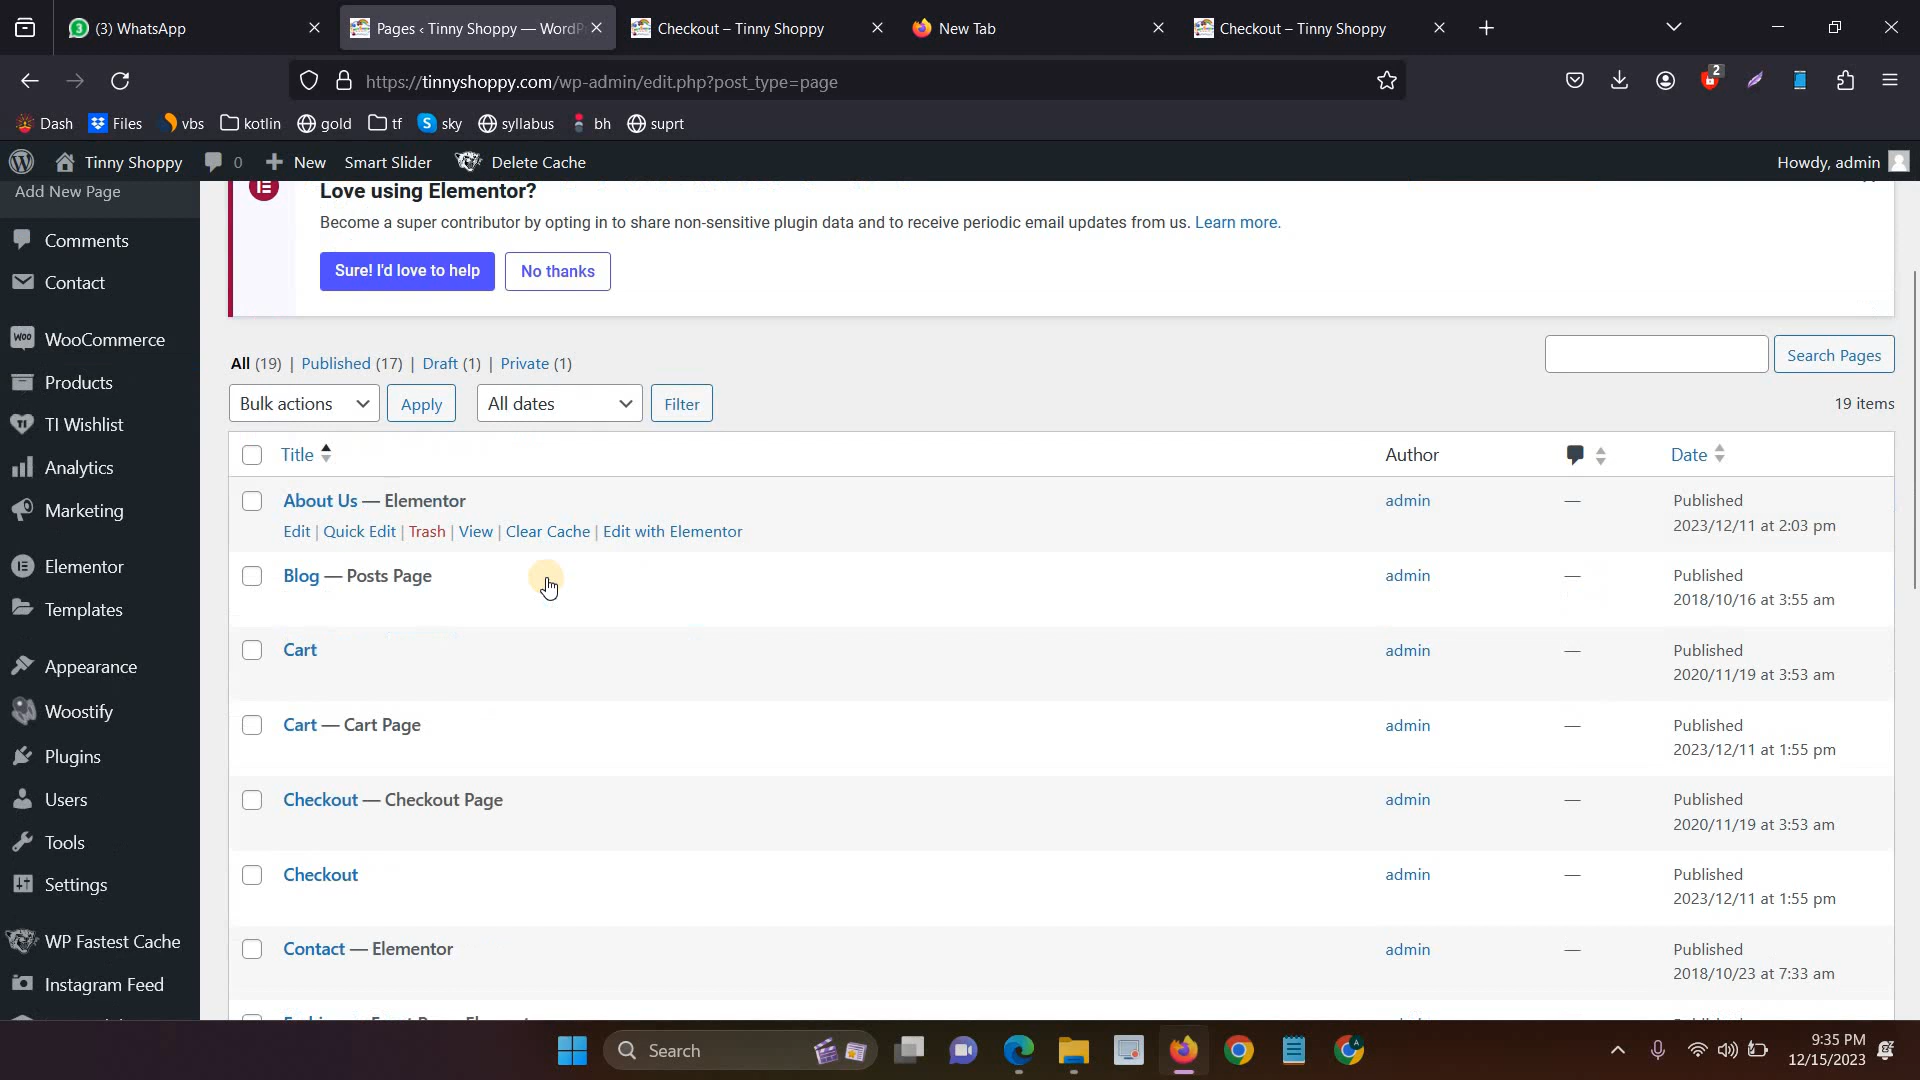 (3) WhatsApp
Pages ‹ Tinny Shoppy — WordP
Checkout – Tinny Shoppy
New Tab
Checkout – Tinny Shoppy
https://tinnyshoppy.com/wp-admin/edit.php?post_type=page
2
Dash
Files
vbs
kotlin
gold
tf
sky
syllabus
bh
suprt
Tinny Shoppy
0
New
Smart Slider
Delete Cache
Howdy, admin
Add New Page
Comments
Contact
WooCommerce
Products
TI Wishlist
Analytics
Marketing
Elementor
Templates
Appearance
Woostify
Plugins
Users
Tools
Settings
WP Fastest Cache
Instagram Feed
Love using Elementor?
Become a super contributor by opting in to share non-sensitive plugin data and to receive periodic email updates from us. Learn more.
Sure! I'd love to help
No thanks
All (19) | Published (17) | Draft (1) | Private (1)
Search Pages
Bulk actions
Apply
All dates
Filter
19 items
Title
Author
Date
About Us — Elementor
Edit | Quick Edit | Trash | View | Clear Cache | Edit with Elementor
admin
—
Published
2023/12/11 at 2:03 pm
Blog — Posts Page
admin
—
Published
2018/10/16 at 3:55 am
Cart
admin
—
Published
2020/11/19 at 3:53 am
Cart — Cart Page
admin
—
Published
2023/12/11 at 1:55 pm
Checkout — Checkout Page
admin
—
Published
2020/11/19 at 3:53 am
Checkout
admin
—
Published
2023/12/11 at 1:55 pm
Contact — Elementor
admin
—
Published
2018/10/23 at 7:33 am
Search
9:35 PM
12/15/2023